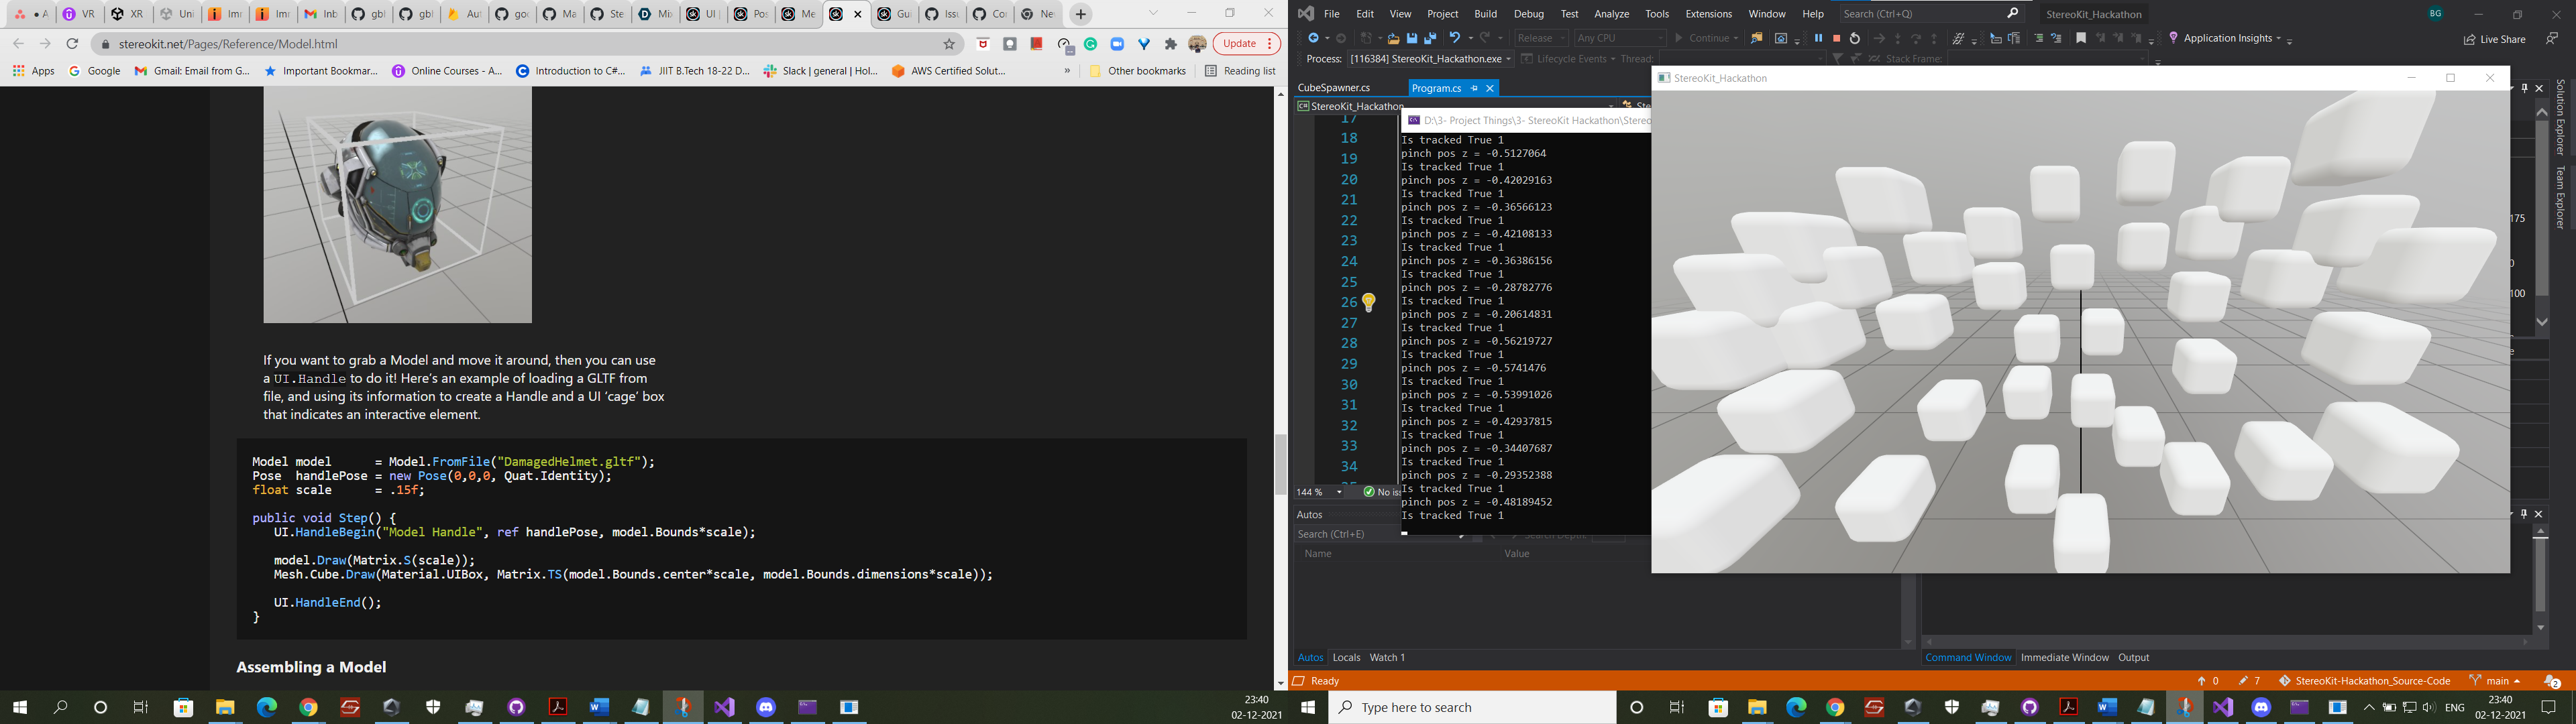 A
VR
XR
Uni
Imr
Imr
Inb
gbl
gbl
Au
goo
Ma
Ste
Mi
UI |
Pos
Me
Gui
Issu
Co
Ne
stereokit.net/Pages/Reference/Model.html
Update
Apps
Google
Gmail: Email from G...
Important Bookmar...
Online Courses - A...
Introduction to C#...
JIIT B.Tech 18-22 D...
Slack | general | Hol...
AWS Certified Solut...
»
Other bookmarks
Reading list
If you want to grab a Model and move it around, then you can use
a UI.Handle to do it! Here's an example of loading a GLTF from
file, and using its information to create a Handle and a UI 'cage' box
that indicates an interactive element.
Model model = Model.FromFile("DamagedHelmet.gltf");
Pose handlePose = new Pose(0,0,0, Quat.Identity);
float scale = .15f;
public void Step() {
UI.HandleBegin("Model Handle", ref handlePose, model.Bounds*scale);
model.Draw(Matrix.S(scale));
Mesh.Cube.Draw(Material.UIBox, Matrix.TS(model.Bounds.center*scale, model.Bounds.dimensions*scale));
UI.HandleEnd();
}
Assembling a Model
23:40
02-12-2021
File Edit View Project Build Debug Test Analyze Tools Extensions Window Help Search (Ctrl+Q) StereoKit_Hackathon BG
Release Any CPU Continue Application Insights Live Share
Process: [116384] StereoKit_Hackathon.exe Lifecycle Events Thread: Stack Frame:
CubeSpawner.cs Program.cs
StereoKit_Hackathon Ste
StereoKit_Hackathon
D:\3- Project Things\3- StereoKit Hackathon\Stereo
17
18
19
20
21
22
23
24
25
26
27
28
29
30
31
32
33
34
Is tracked True 1
pinch pos z = -0.5127064
Is tracked True 1
pinch pos z = -0.42029163
Is tracked True 1
pinch pos z = -0.36566123
Is tracked True 1
pinch pos z = -0.42108133
Is tracked True 1
pinch pos z = -0.36386156
Is tracked True 1
pinch pos z = -0.28782776
Is tracked True 1
pinch pos z = -0.20614831
Is tracked True 1
pinch pos z = -0.56219727
Is tracked True 1
pinch pos z = -0.5741476
Is tracked True 1
pinch pos z = -0.53991026
Is tracked True 1
pinch pos z = -0.42937815
Is tracked True 1
pinch pos z = -0.34407687
Is tracked True 1
pinch pos z = -0.29352388
Is tracked True 1
pinch pos z = -0.48189452
Is tracked True 1
Solution Explorer
Team Explorer
175
0
100
e
144 %
No iss
Autos
Search (Ctrl+E)
Search Depth:
Name Value
Autos Locals Watch 1
Command Window Immediate Window Output
Ready
0
7
StereoKit-Hackathon_Source-Code
main
2
Type here to search
ENG
23:40
02-12-2021